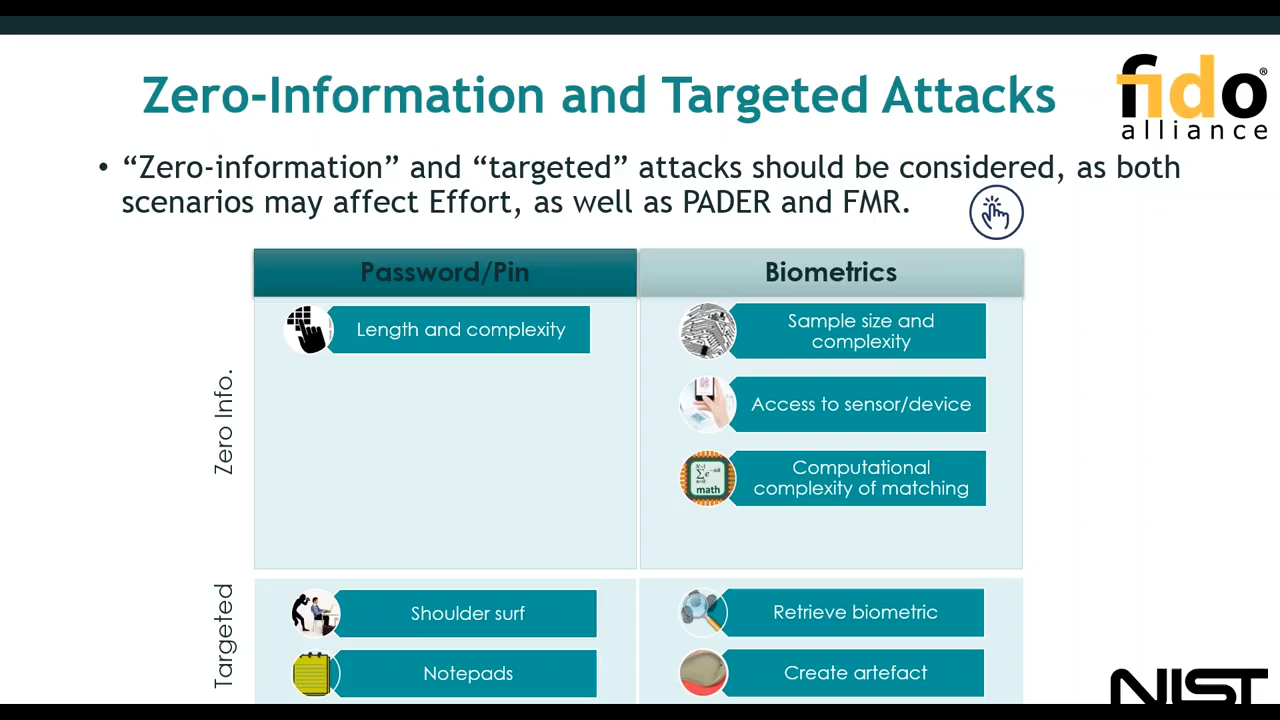 Zero-Information and Targeted Attacks
fido®
alliance
• “Zero-information” and “targeted” attacks should be considered, as both
scenarios may affect Effort, as well as PADER and FMR.
Password/Pin
Biometrics
Zero Info.
Length and complexity
Sample size and
complexity
Access to sensor/device
Computational
complexity of matching
math
Targeted
Shoulder surf
Retrieve biometric
Notepads
Create artefact
NIST